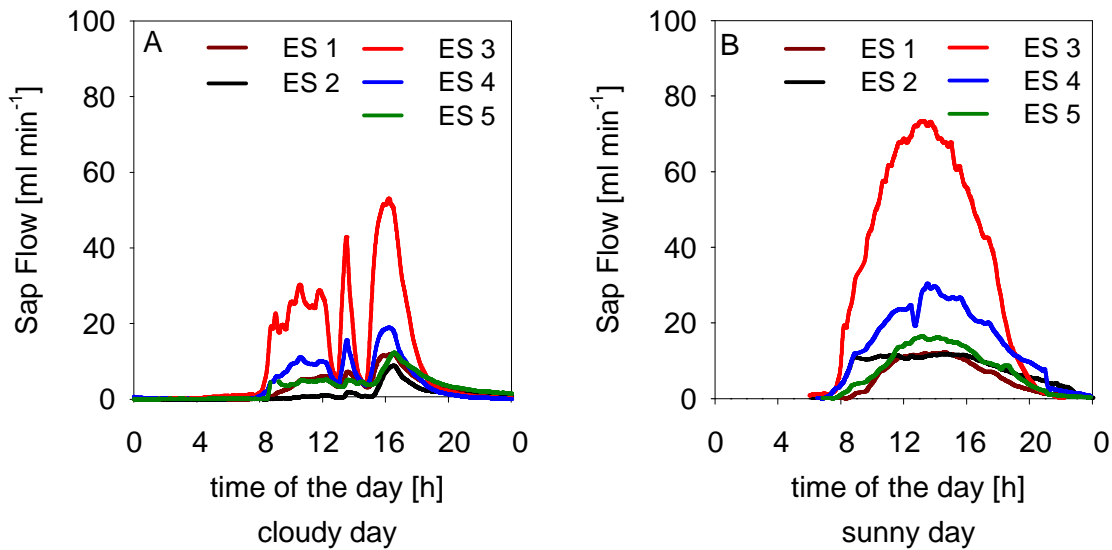 A
ES 1
ES 2
ES 3
ES 4
ES 5
100
80
60
40
20
0
Sap Flow [ml min-1]
0 4 8 12 16 20 0
time of the day [h]
cloudy day
B
ES 1
ES 2
ES 3
ES 4
ES 5
100
80
60
40
20
0
Sap Flow [ml min-1]
0 4 8 12 16 20 0
time of the day [h]
sunny day